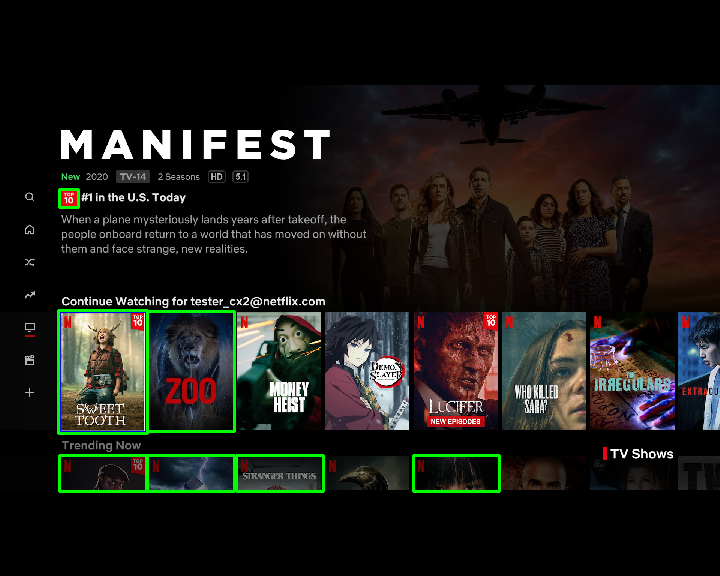 MANIFEST
New 2020 TV-14 2 Seasons HD 5.1
TOP 10 #1 in the U.S. Today
When a plane mysteriously lands years after takeoff, the
people onboard return to a world that has moved on without
them and face strange, new realities.
Continue Watching for tester_cx2@netflix.com
N TOP 10 SWEET TOOTH
ZOO
N MONEY HEIST
DEMON SLAYER
N TOP 10 LUCIFER NEW EPISODES
N WHO KILLED SARA?
N THE IRREGULARS
N
Trending Now
TV Shows
N TOP 10
N
N STRANGER THINGS
N